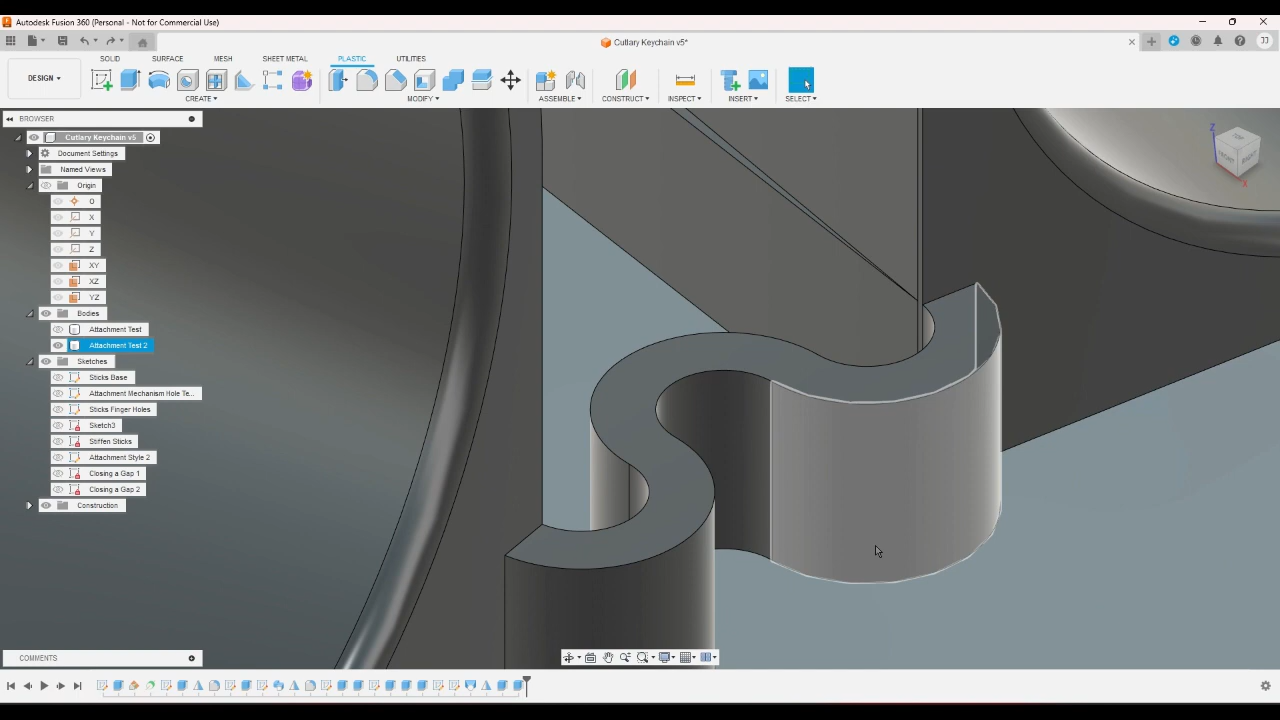 Autodesk Fusion 360 (Personal - Not for Commercial Use)
Cutlary Keychain v5*
JJ
SOLID
SURFACE
MESH
SHEET METAL
PLASTIC
UTILITIES
DESIGN
CREATE
MODIFY
ASSEMBLE
CONSTRUCT
INSPECT
INSERT
SELECT
BROWSER
Cutlary Keychain v5
Document Settings
Named Views
Origin
O
X
Y
Z
XY
XZ
YZ
Bodies
Attachment Test
Attachment Test 2
Sketches
Sticks Base
Attachment Mechanism Hole Te...
Sticks Finger Holes
Sketch3
Stiffen Sticks
Attachment Style 2
Closing a Gap 1
Closing a Gap 2
Construction
Z
TOP
X
COMMENTS